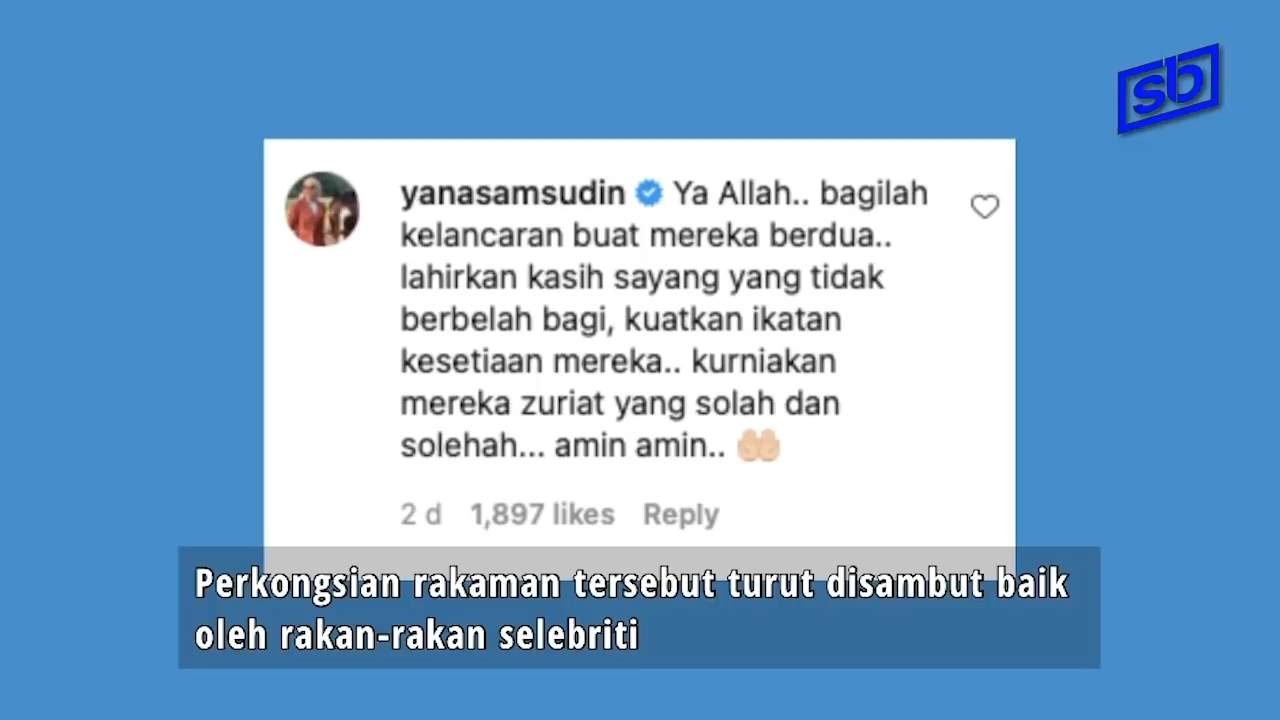 sb
yanasamsudin Ya Allah.. bagilah
kelancaran buat mereka berdua..
lahirkan kasih sayang yang tidak
berbelah bagi, kuatkan ikatan
kesetiaan mereka.. kurniakan
mereka zuriat yang solah dan
solehah... amin amin.. 🤲🏻
2 d 1,897 likes Reply
Perkongsian rakaman tersebut turut disambut baik
oleh rakan-rakan selebriti